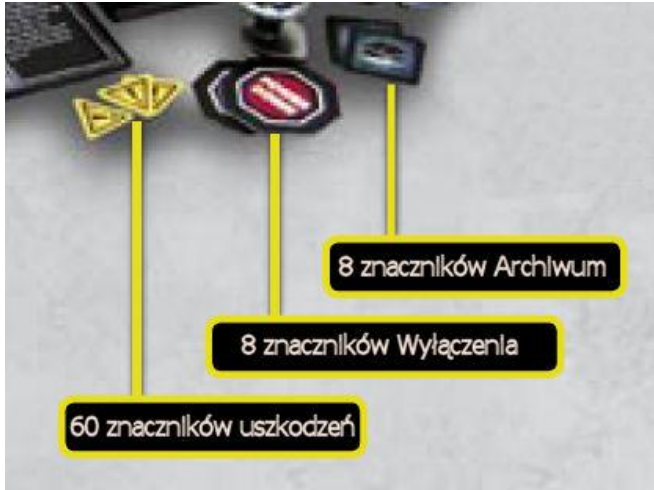 8 znaczników Archiwum
8 znaczników Wyłączenia
60 znaczników uszkodzeń